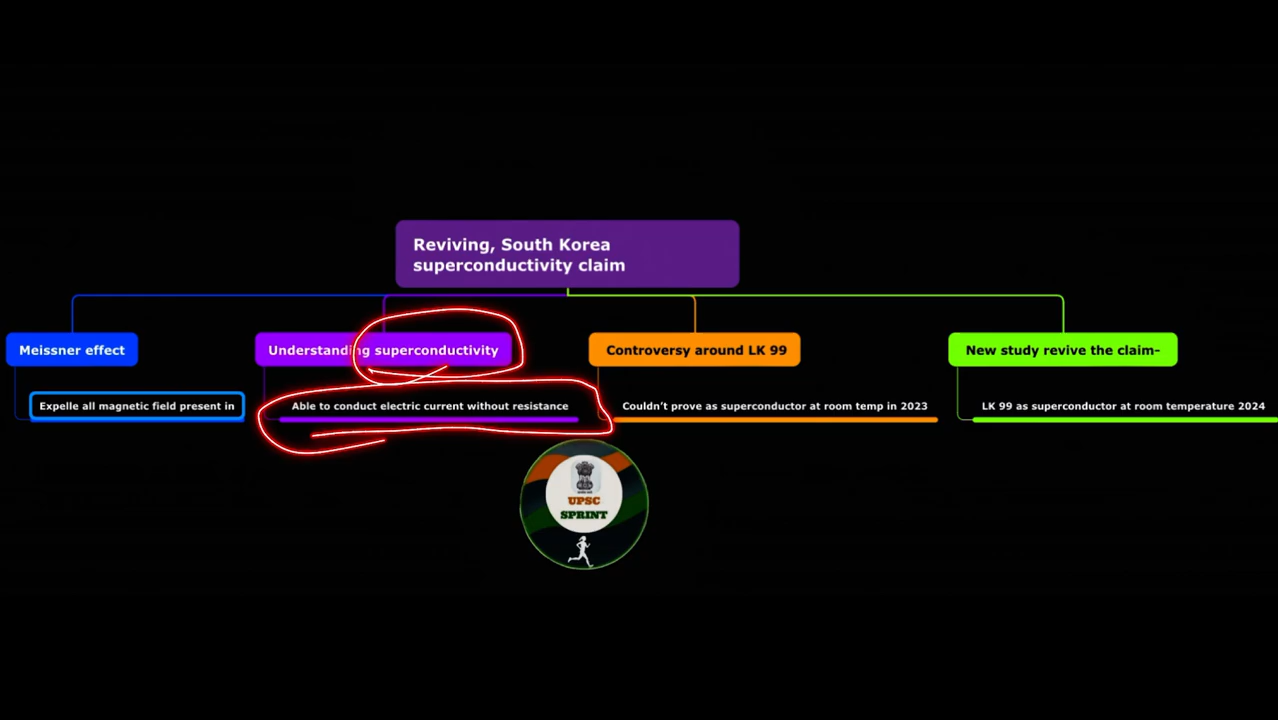 Reviving, South Korea
superconductivity claim
Meissner effect
Understanding superconductivity
Controversy around LK 99
New study revive the claim-
Expelle all magnetic field present in
Able to conduct electric current without resistance
Couldn't prove as superconductor at room temp in 2023
LK 99 as superconductor at room temperature 2024
UPSC
SPRINT